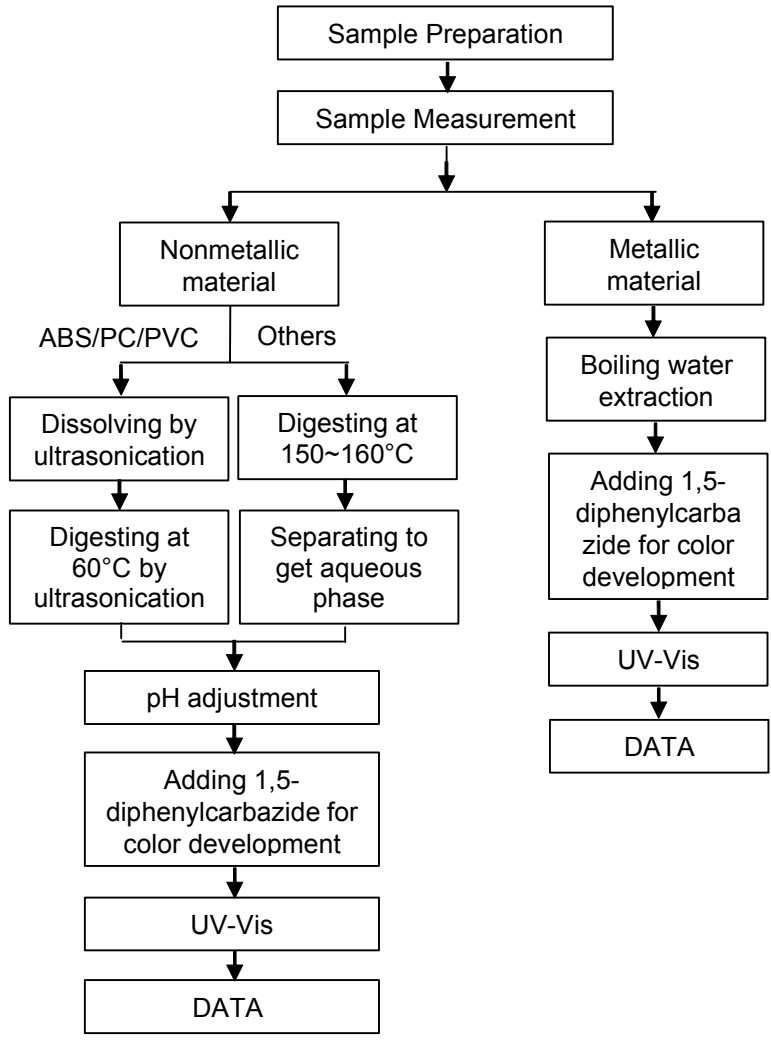 Sample Preparation
Sample Measurement
Nonmetallic
material
Metallic
material
ABS/PC/PVC
Others
Boiling water
extraction
Dissolving by
ultrasonication
Digesting at
150~160°C
Adding 1,5-
diphenylcarba
zide for color
development
Digesting at
60°C by
ultrasonication
Separating to
get aqueous
phase
UV-Vis
pH adjustment
DATA
Adding 1,5-
diphenylcarbazide for
color development
UV-Vis
DATA